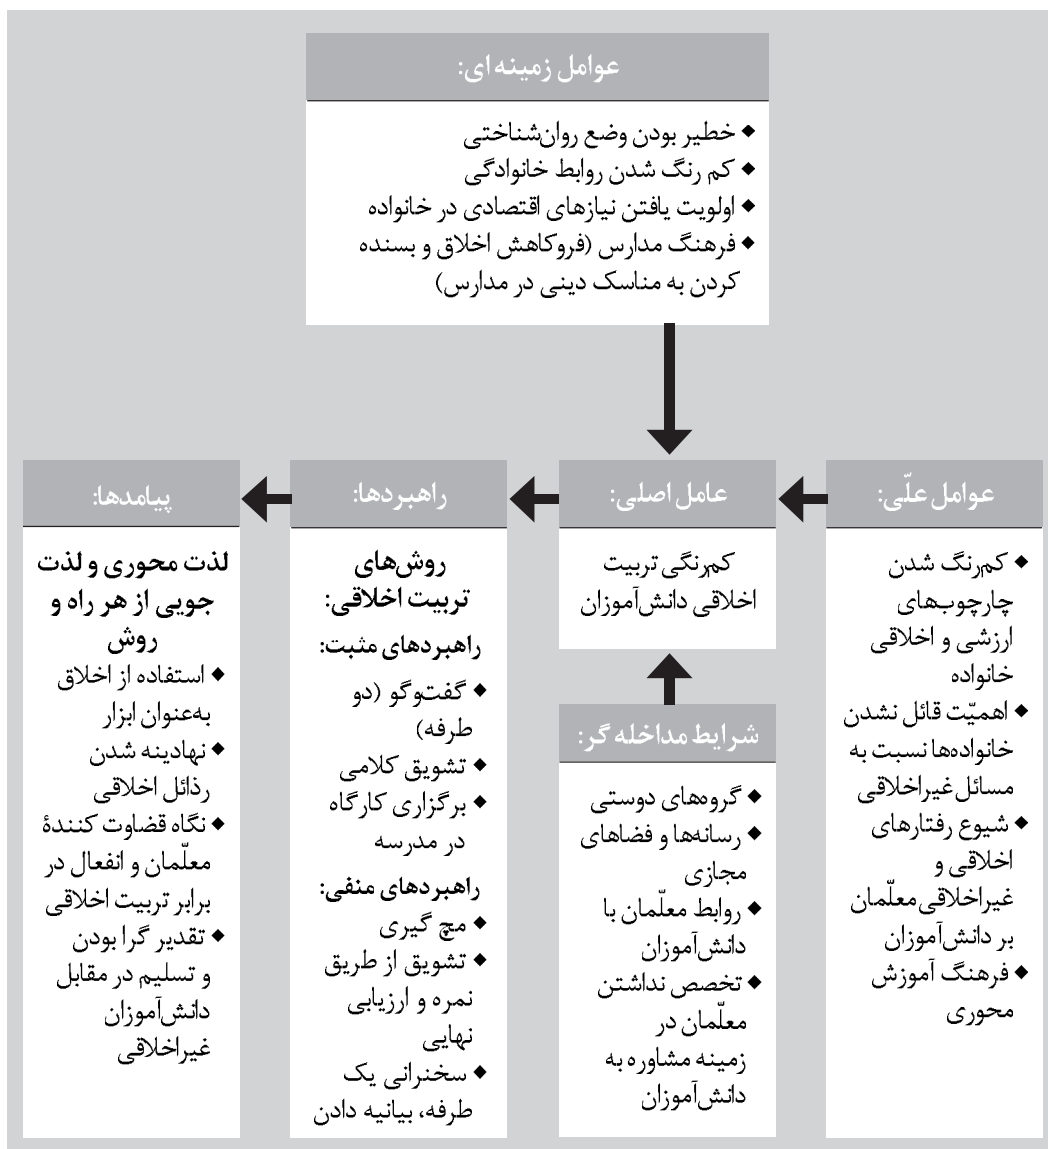 عوامل زمینه ای:
◆ خطیر بودن وضع روان‌شناختی
◆ کم رنگ شدن روابط خانوادگی
◆ اولویت یافتن نیازهای اقتصادی در خانواده
◆ فرهنگ مدارس (فروکاهش اخلاق و بسنده
کردن به مناسک دینی در مدارس)
عوامل علّی:
◆ کم‌رنگ شدن
چارچوب‌های
ارزشی و اخلاقی
خانواده
◆ اهمیّت قائل نشدن
خانواده‌ها نسبت به
مسائل غیراخلاقی
◆ شیوع رفتارهای
اخلاقی و
غیراخلاقی معلّمان
بر دانش‌آموزان
◆ فرهنگ آموزش
محوری
عامل اصلی:
کم‌رنگی تربیت
اخلاقی دانش‌آموزان
شرایط مداخله گر:
◆ گروه‌های دوستی
◆ رسانه‌ها و فضاهای
مجازی
◆ روابط معلّمان با
دانش‌آموزان
◆ تخصص نداشتن
معلّمان در
زمینه مشاوره به
دانش‌آموزان
راهبردها:
روش‌های
تربیت اخلاقی:
راهبردهای مثبت:
◆ گفت‌وگو (دو
طرفه)
◆ تشویق کلامی
◆ برگزاری کارگاه
در مدرسه
راهبردهای منفی:
◆ مچ گیری
◆ تشویق از طریق
نمره و ارزیابی
نهایی
◆ سخنرانی یک
طرفه، بیانیه دادن
پیامدها:
لذت محوری و لذت
جویی از هر راه و
روش
◆ استفاده از اخلاق
به‌عنوان ابزار
◆ نهادینه شدن
رذائل اخلاقی
◆ نگاه قضاوت کنندهٔ
معلّمان و انفعال در
برابر تربیت اخلاقی
◆ تقدیر گرا بودن
و تسلیم در مقابل
دانش‌آموزان
غیراخلاقی